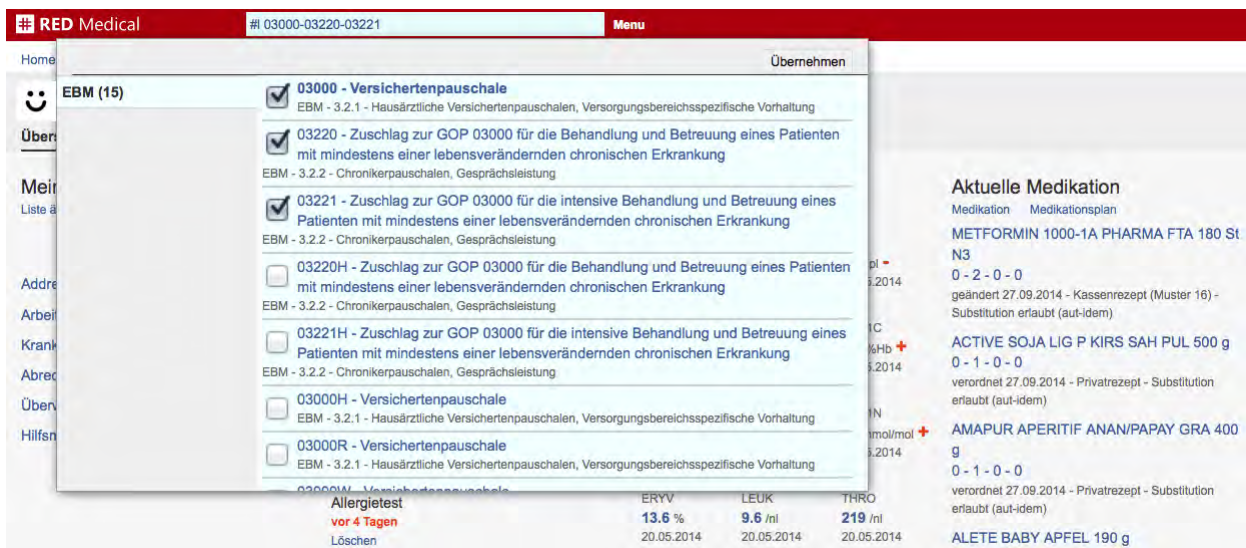 RED Medical
#l 03000-03220-03221
Menu
Home
Übernehmen
EBM (15)
03000 - Versichertenpauschale
EBM - 3.2.1 - Hausärztliche Versichertenpauschalen, Versorgungsbereichsspezifische Vorhaltung
03220 - Zuschlag zur GOP 03000 für die Behandlung und Betreuung eines Patienten
mit mindestens einer lebensverändernden chronischen Erkrankung
EBM - 3.2.2 - Chronikerpauschalen, Gesprächsleistung
03221 - Zuschlag zur GOP 03000 für die intensive Behandlung und Betreuung eines
Patienten mit mindestens einer lebensverändernden chronischen Erkrankung
EBM - 3.2.2 - Chronikerpauschalen, Gesprächsleistung
03220H - Zuschlag zur GOP 03000 für die Behandlung und Betreuung eines Patienten
mit mindestens einer lebensverändernden chronischen Erkrankung
EBM - 3.2.2 - Chronikerpauschalen, Gesprächsleistung
03221H - Zuschlag zur GOP 03000 für die intensive Behandlung und Betreuung eines
Patienten mit mindestens einer lebensverändernden chronischen Erkrankung
EBM - 3.2.2 - Chronikerpauschalen, Gesprächsleistung
03000H - Versichertenpauschale
EBM - 3.2.1 - Hausärztliche Versichertenpauschalen, Versorgungsbereichsspezifische Vorhaltung
03000R - Versichertenpauschale
EBM - 3.2.1 - Hausärztliche Versichertenpauschalen, Versorgungsbereichsspezifische Vorhaltung
Über
Mei
Liste ä
Addre
Arbei
Krank
Abrec
Über
Hilfs
Allergietest
vor 4 Tagen
Löschen
ERYV LEUK THRO
13.6 % 9.6 /nl 219 /nl
20.05.2014 20.05.2014 20.05.2014
Aktuelle Medikation
Medikation Medikationsplan
METFORMIN 1000-1A PHARMA FTA 180 St
N3
0 - 2 - 0 - 0
geändert 27.09.2014 - Kassenrezept (Muster 16) -
Substitution erlaubt (aut-idem)
ACTIVE SOJA LIG P KIRS SAH PUL 500 g
0 - 1 - 0 - 0
verordnet 27.09.2014 - Privatrezept - Substitution
erlaubt (aut-idem)
AMAPUR APERITIF ANAN/PAPAY GRA 400
g
0 - 1 - 0 - 0
verordnet 27.09.2014 - Privatrezept - Substitution
erlaubt (aut-idem)
ALETE BABY APFEL 190 g